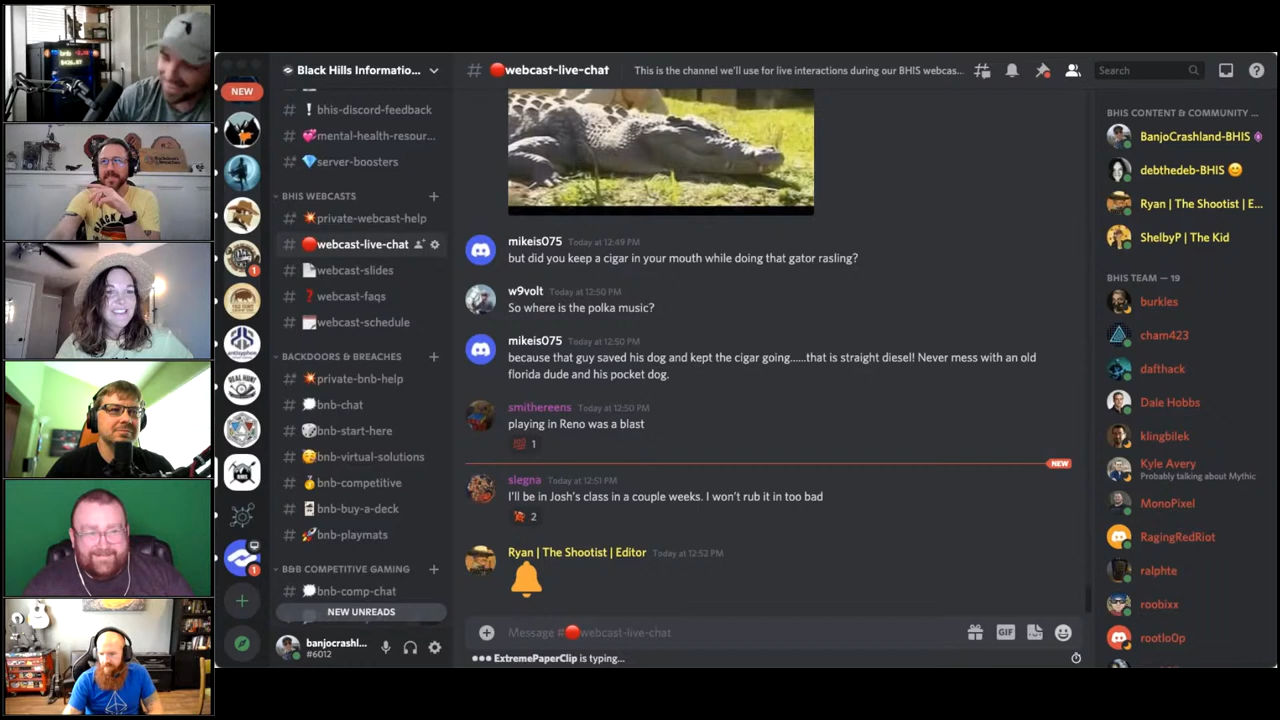 NEW
Black Hills Informatio...
bhis-discord-feedback
mental-health-resour...
server-boosters
BHIS WEBCASTS
private-webcast-help
webcast-live-chat
webcast-slides
webcast-faqs
webcast-schedule
BACKDOORS & BREACHES
private-bnb-help
bnb-chat
bnb-start-here
bnb-virtual-solutions
bnb-competitive
bnb-buy-a-deck
bnb-playmats
B&B COMPETITIVE GAMING
bnb-comp-chat
NEW UNREADS
banjocrashl...
#6012
1
1
# webcast-live-chat
This is the channel we'll use for live interactions during our BHIS webcas...
Search
mikeis075 Today at 12:49 PM
but did you keep a cigar in your mouth while doing that gator rasling?
w9volt Today at 12:50 PM
So where is the polka music?
mikeis075 Today at 12:50 PM
because that guy saved his dog and kept the cigar going......that is straight diesel! Never mess with an old
florida dude and his pocket dog.
smithereens Today at 12:50 PM
playing in Reno was a blast
1
NEW
slegna Today at 12:51 PM
I'll be in Josh's class in a couple weeks. I won't rub it in too bad
2
Ryan | The Shootist | Editor Today at 12:52 PM
Message #webcast-live-chat
GIF
ExtremePaperClip is typing...
BHIS CONTENT & COMMUNITY ...
BanjoCrashland-BHIS
debthedeb-BHIS
Ryan | The Shootist | E...
ShelbyP | The Kid
BHIS TEAM — 19
burkles
cham423
dafthack
Dale Hobbs
klingbilek
Kyle Avery
Probably talking about Mythic
MonoPixel
RagingRedRiot
ralphte
roobixx
rootlo0p